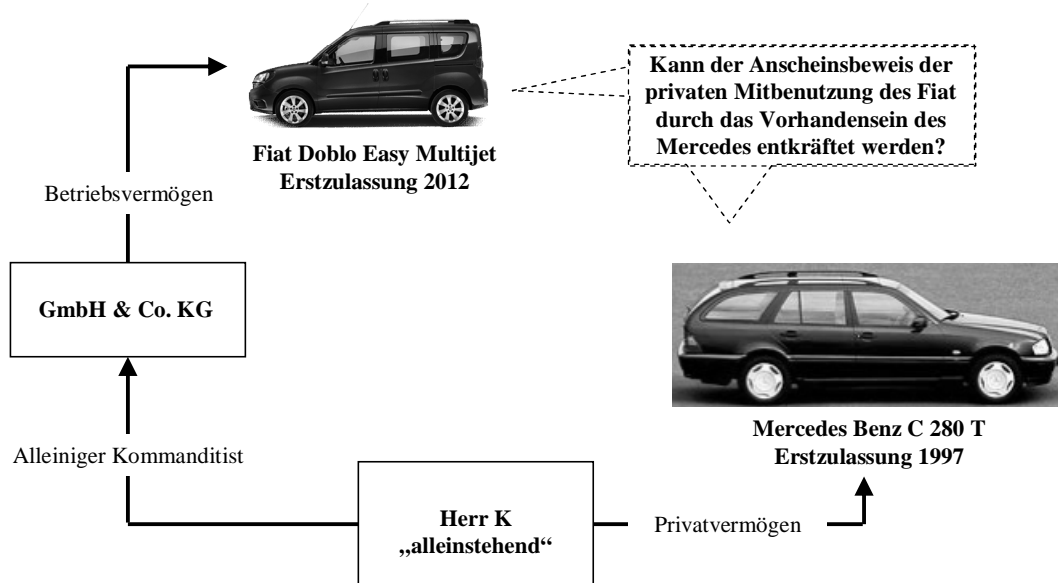 Kann der Anscheinsbeweis der
privaten Mitbenutzung des Fiat
durch das Vorhandensein des
Mercedes entkräftet werden?
Fiat Doblo Easy Multijet
Erstzulassung 2012
Betriebsvermögen
GmbH & Co. KG
Mercedes Benz C 280 T
Erstzulassung 1997
Alleiniger Kommanditist
Herr K
„alleinstehend“
Privatvermögen